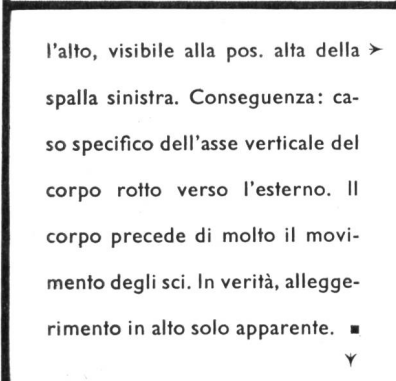 l'alto, visibile alla pos. alta della ➤
spalla sinistra. Conseguenza: ca-
so specifico dell'asse verticale del
corpo rotto verso l'esterno. Il
corpo precede di molto il movi-
mento degli sci. In verità, allegge-
rimento in alto solo apparente. ■